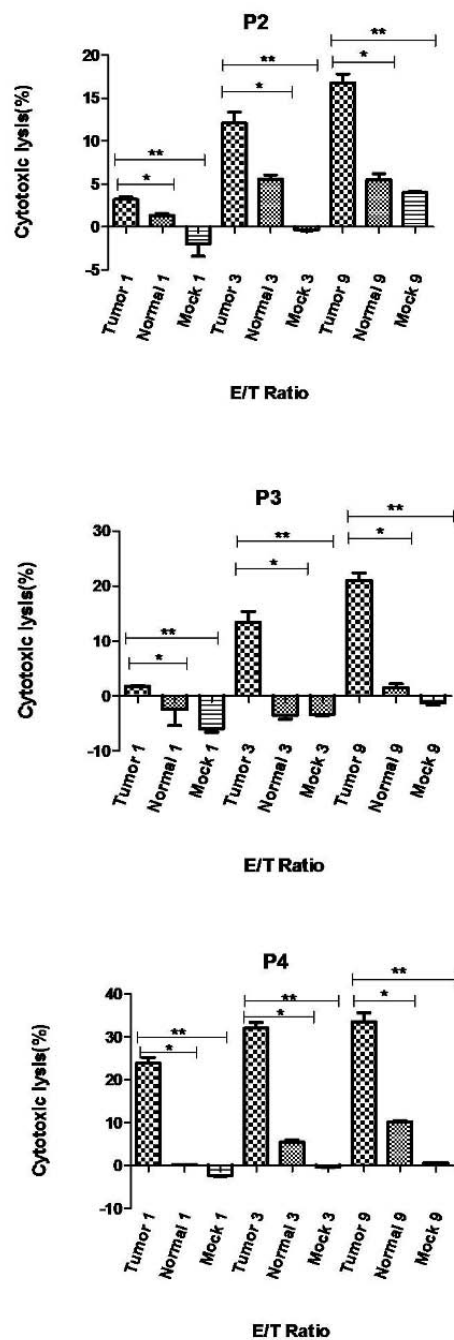 P2
Cytotoxic lysis(%)
20
15
10
5
0
-5
**
*
**
*
**
*
Tumor 1
Normal 1
Mock 1
Tumor 3
Normal 3
Mock 3
Tumor 9
Normal 9
Mock 9
E/T Ratio
P3
Cytotoxic lysis(%)
30
20
10
0
-10
**
*
**
*
**
*
Tumor 1
Normal 1
Mock 1
Tumor 3
Normal 3
Mock 3
Tumor 9
Normal 9
Mock 9
E/T Ratio
P4
Cytotoxic lysis(%)
40
30
20
10
0
-10
**
*
**
*
**
*
Tumor 1
Normal 1
Mock 1
Tumor 3
Normal 3
Mock 3
Tumor 9
Normal 9
Mock 9
E/T Ratio